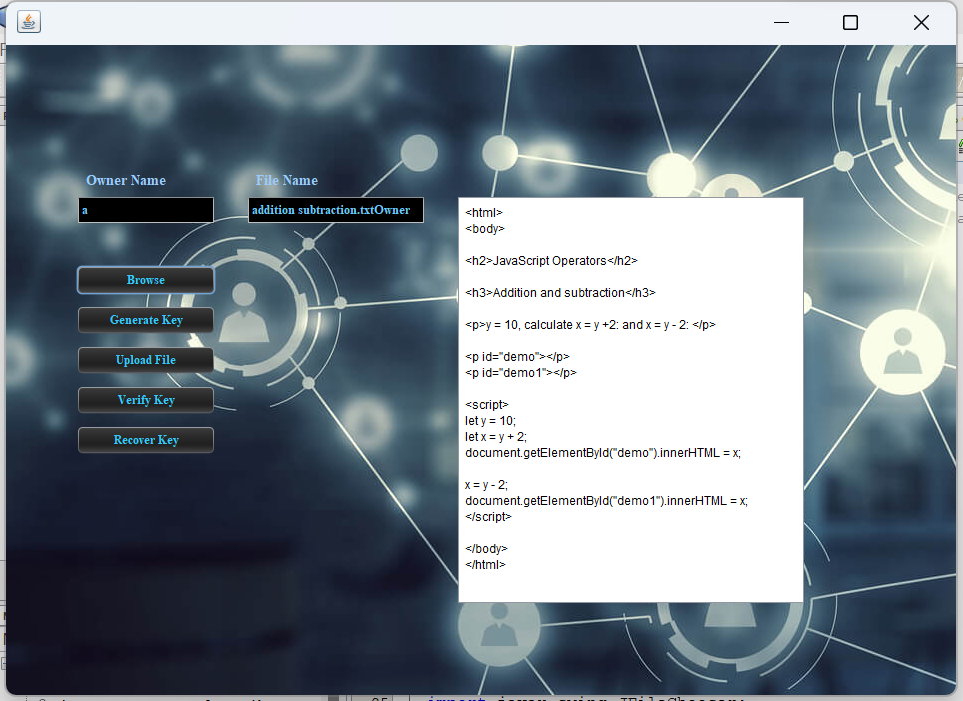 Owner Name
File Name
a
addition subtraction.txtOwner
Browse
Generate Key
Upload File
Verify Key
Recover Key
<html>
<body>
<h2>JavaScript Operators</h2>
<h3>Addition and subtraction</h3>
<p>y = 10, calculate x = y +2: and x = y - 2: </p>
<p id="demo"></p>
<p id="demo1"></p>
<script>
let y = 10;
let x = y + 2;
document.getElementById("demo").innerHTML = x;
x = y - 2;
document.getElementById("demo1").innerHTML = x;
</script>
</body>
</html>